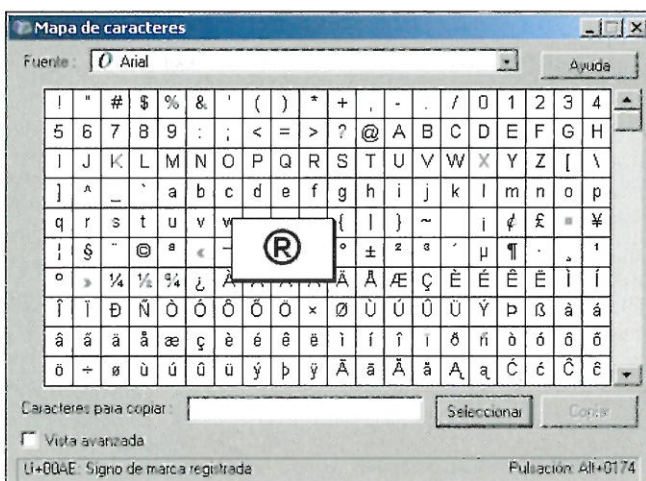 Mapa de caracteres
Fuente : O Arial
Ayuda
! " # $ % & ' ( ) * + , - . / 0 1 2 3 4
5 6 7 8 9 : ; < = > ? @ A B C D E F G H
I J K L M N O P Q R S T U V W X Y Z [ \
] ^ _ ` a b c d e f g h i j k l m n o p
q r s t u v w { | } ~ ¡ ¢ £ ¤ ¥
¦ § ¨ © ª « ¬ ® ° ± ² ³ ´ µ ¶ · ¸ ¹
º » ¼ ½ ¾ ¿ À Ä Å Æ Ç È É Ê Ë Ì Í
Î Ï Ð Ñ Ò Ó Ô Õ Ö × Ø Ù Ú Û Ü Ý Þ ß à á
â ã ä å æ ç è é ê ë ì í î ï ð ñ ò ó ô õ
ö ÷ ø ù ú û ü ý þ ÿ Ā ā Ă ă Ą ą Ć ć Ĉ ĉ
Caracteres para copiar :
Seleccionar
Copiar
Vista avanzada
U+00AE: Signo de marca registrada
Pulsación: Alt+0174